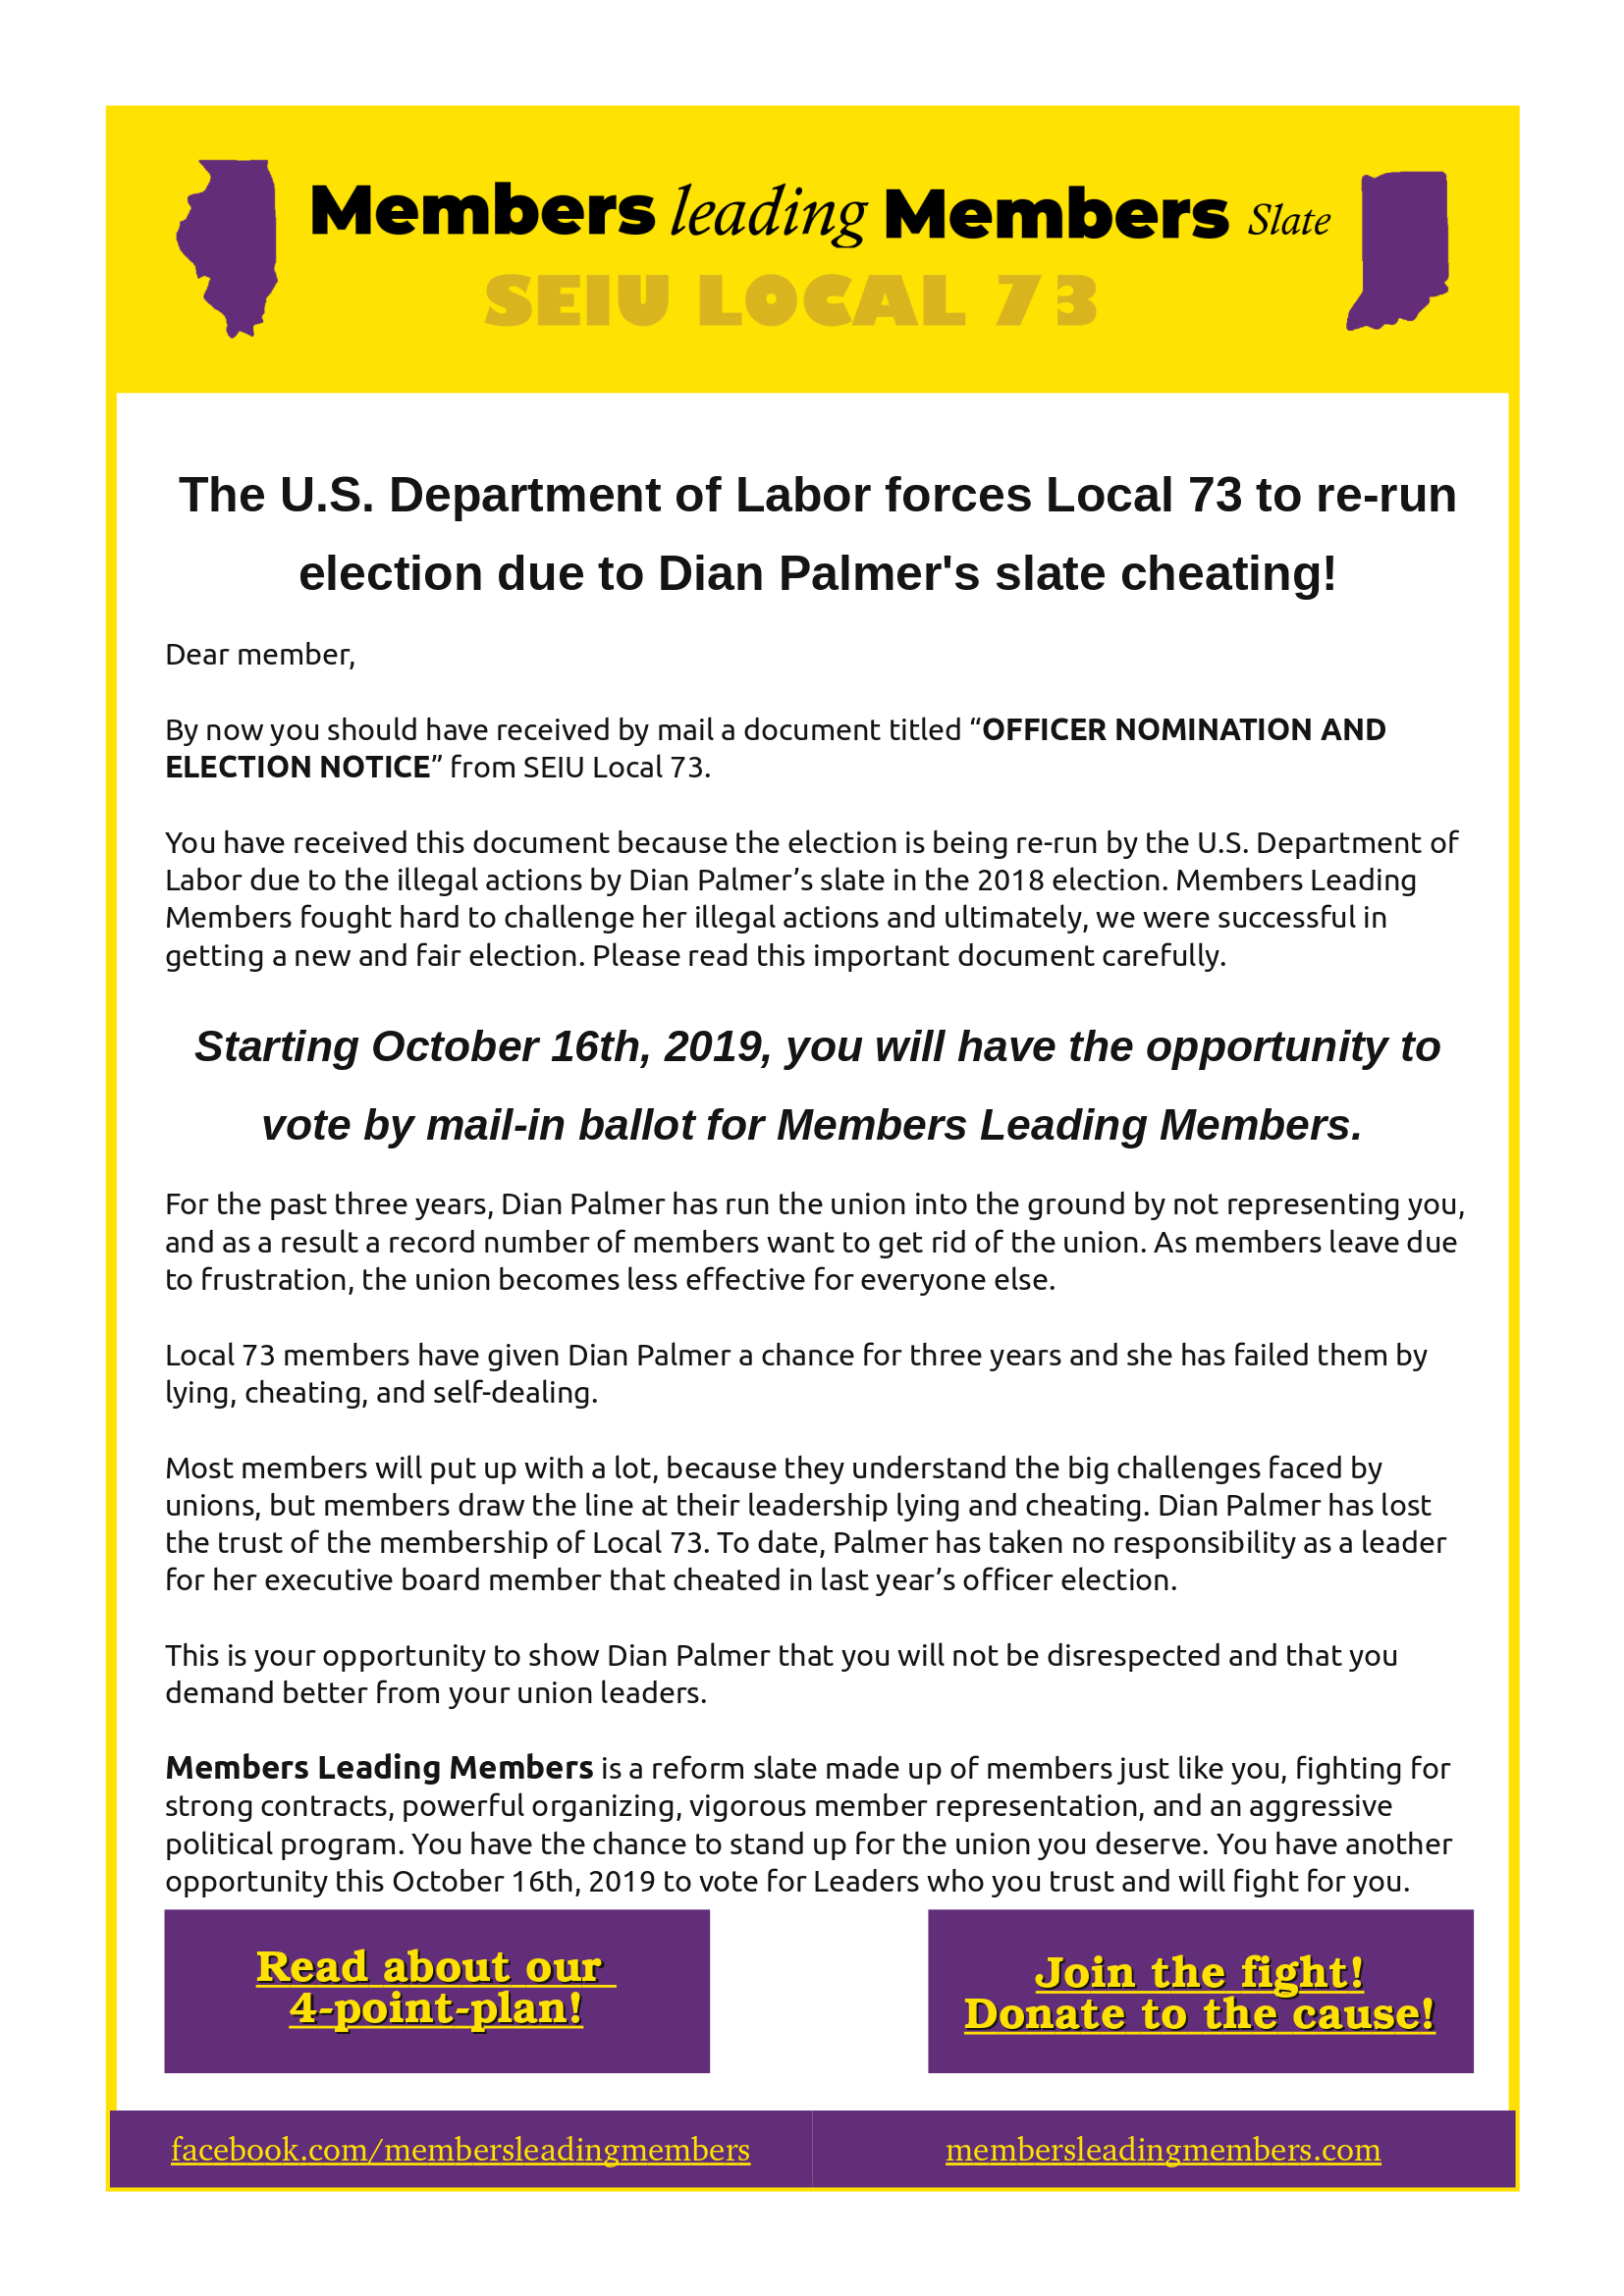 Members leading Members Slate
SEIU LOCAL 73
The U.S. Department of Labor forces Local 73 to re-run
election due to Dian Palmer's slate cheating!
Dear member,
By now you should have received by mail a document titled “OFFICER NOMINATION AND
ELECTION NOTICE” from SEIU Local 73.
You have received this document because the election is being re-run by the U.S. Department of
Labor due to the illegal actions by Dian Palmer’s slate in the 2018 election. Members Leading
Members fought hard to challenge her illegal actions and ultimately, we were successful in
getting a new and fair election. Please read this important document carefully.
Starting October 16th, 2019, you will have the opportunity to
vote by mail-in ballot for Members Leading Members.
For the past three years, Dian Palmer has run the union into the ground by not representing you,
and as a result a record number of members want to get rid of the union. As members leave due
to frustration, the union becomes less effective for everyone else.
Local 73 members have given Dian Palmer a chance for three years and she has failed them by
lying, cheating, and self-dealing.
Most members will put up with a lot, because they understand the big challenges faced by
unions, but members draw the line at their leadership lying and cheating. Dian Palmer has lost
the trust of the membership of Local 73. To date, Palmer has taken no responsibility as a leader
for her executive board member that cheated in last year’s officer election.
This is your opportunity to show Dian Palmer that you will not be disrespected and that you
demand better from your union leaders.
Members Leading Members is a reform slate made up of members just like you, fighting for
strong contracts, powerful organizing, vigorous member representation, and an aggressive
political program. You have the chance to stand up for the union you deserve. You have another
opportunity this October 16th, 2019 to vote for Leaders who you trust and will fight for you.
Read about our
4-point-plan!
Join the fight!
Donate to the cause!
facebook.com/membersleadingmembers
membersleadingmembers.com